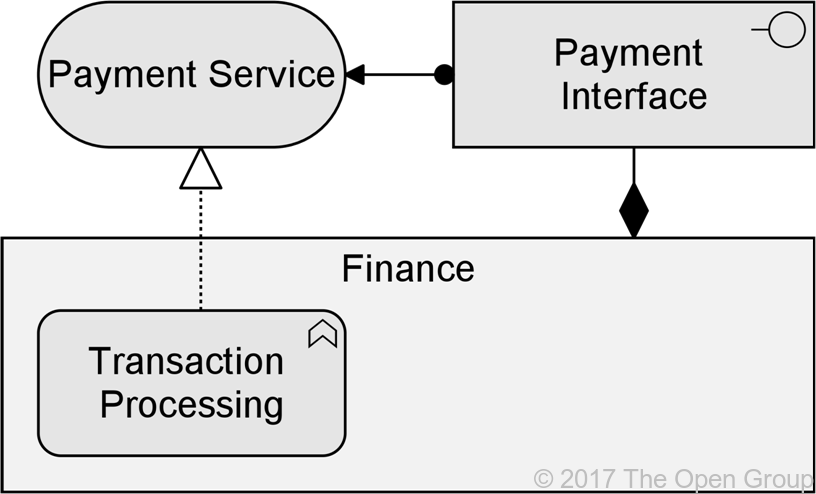 Payment Service
Payment
Interface
Finance
Transaction
Processing
© 2017 The Open Group